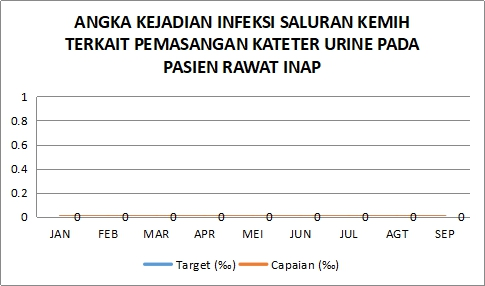 ANGKA KEJADIAN INFEKSI SALURAN KEMIH
TERKAIT PEMASANGAN KATETER URINE PADA
PASIEN RAWAT INAP
1
0.8
0.6
0.4
0.2
0
0 0 0 0 0 0 0 0 0
JAN FEB MAR APR MEI JUN JUL AGT SEP
Target (‰) Capaian (‰)